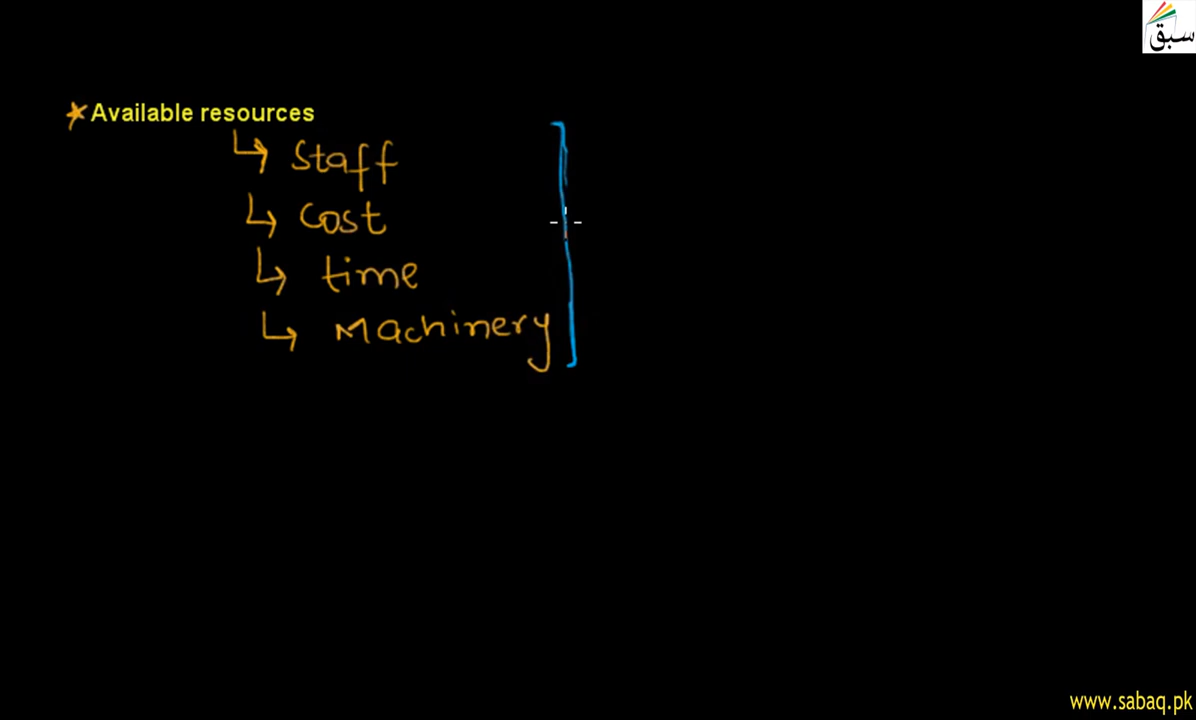 سبق
Available resources
Staff
Cost
time
Machinery
www.sabaq.pk